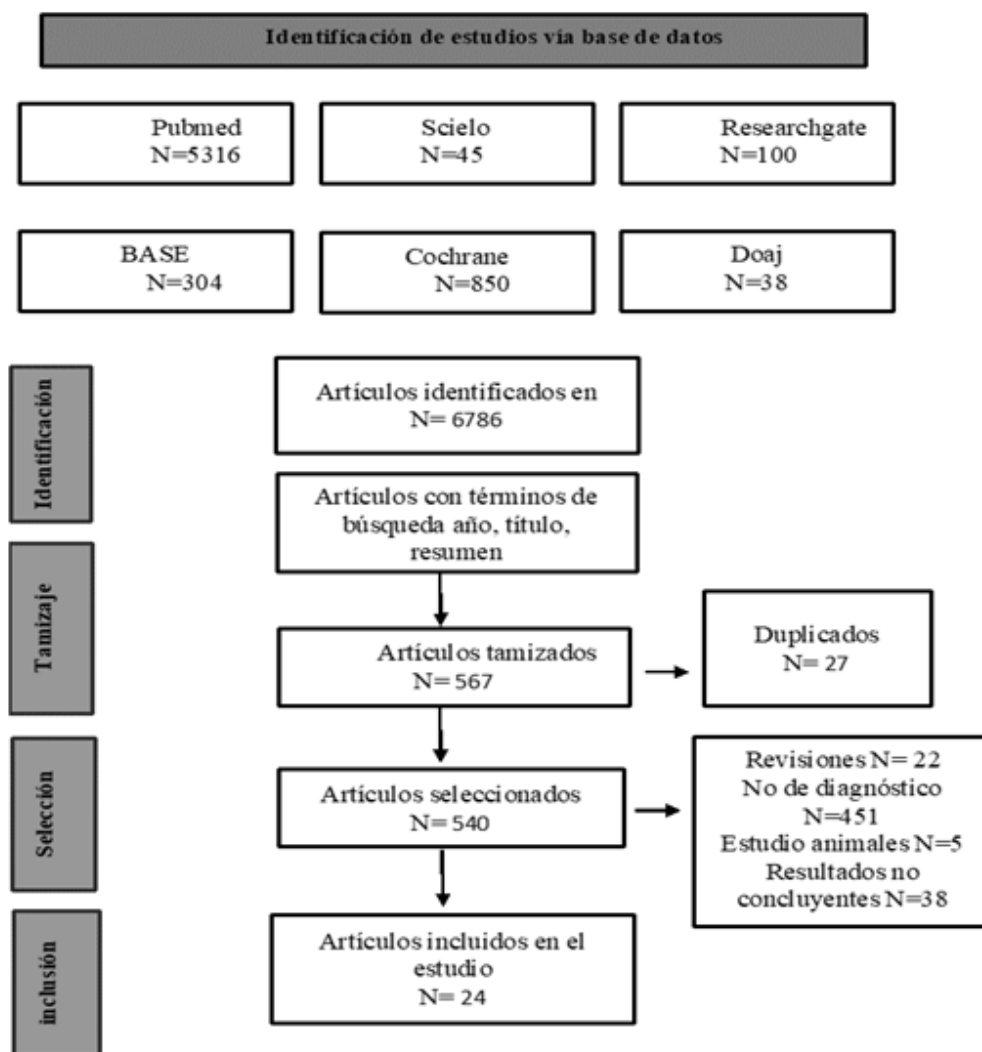 Identificación de estudios vía base de datos
Pubmed
N=5316
Scielo
N=45
Researchgate
N=100
BASE
N=304
Cochrane
N=850
Doaj
N=38
Identificación
Artículos identificados en
N= 6786
Artículos con términos de
búsqueda año, título,
resumen
Tamizaje
Artículos tamizados
N= 567
Duplicados
N= 27
Selección
Artículos seleccionados
N= 540
Revisiones N= 22
No de diagnóstico
N=451
Estudio animales N=5
Resultados no
concluyentes N=38
inclusión
Artículos incluidos en el
estudio
N= 24